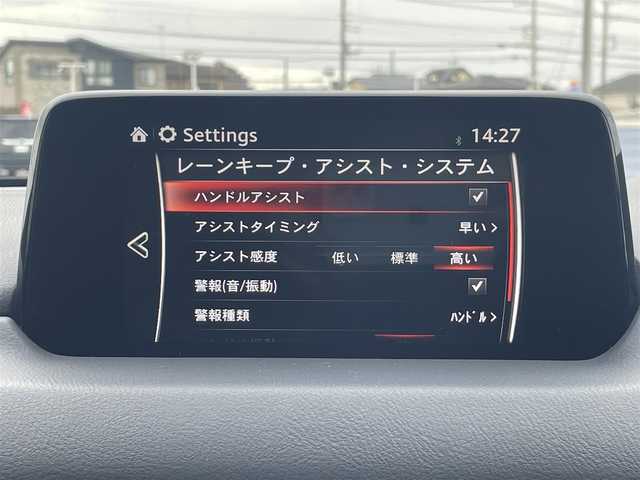 Settings 14:27
レーンキープ・アシスト・システム
ハンドルアシスト
アシストタイミング 早い
アシスト感度 低い 標準 高い
警報(音/振動)
警報種類 ﾊﾝﾄﾞﾙ